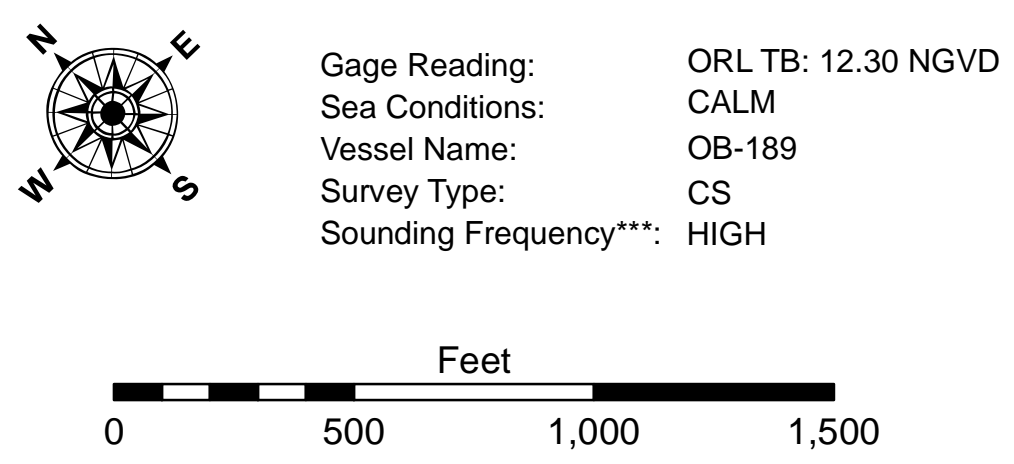 N E
W S
Gage Reading: ORL TB: 12.30 NGVD
Sea Conditions: CALM
Vessel Name: OB-189
Survey Type: CS
Sounding Frequency***: HIGH
Feet
0 500 1,000 1,500